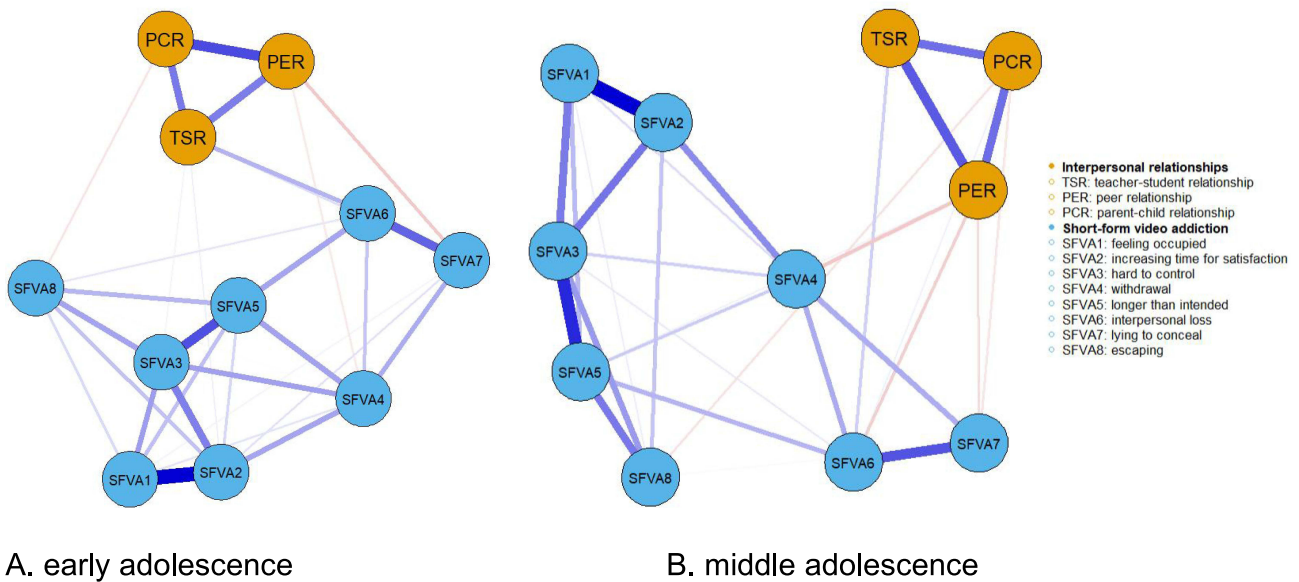 PCR
PER
TSR
SFVA6
SFVA7
SFVA8
SFVA5
SFVA3
SFVA4
SFVA1
SFVA2
A. early adolescence
TSR
PCR
SFVA1
SFVA2
PER
SFVA3
SFVA4
SFVA5
SFVA7
SFVA6
SFVA8
B. middle adolescence
Interpersonal relationships
TSR: teacher-student relationship
PER: peer relationship
PCR: parent-child relationship
Short-form video addiction
SFVA1: feeling occupied
SFVA2: increasing time for satisfaction
SFVA3: hard to control
SFVA4: withdrawal
SFVA5: longer than intended
SFVA6: interpersonal loss
SFVA7: lying to conceal
SFVA8: escaping